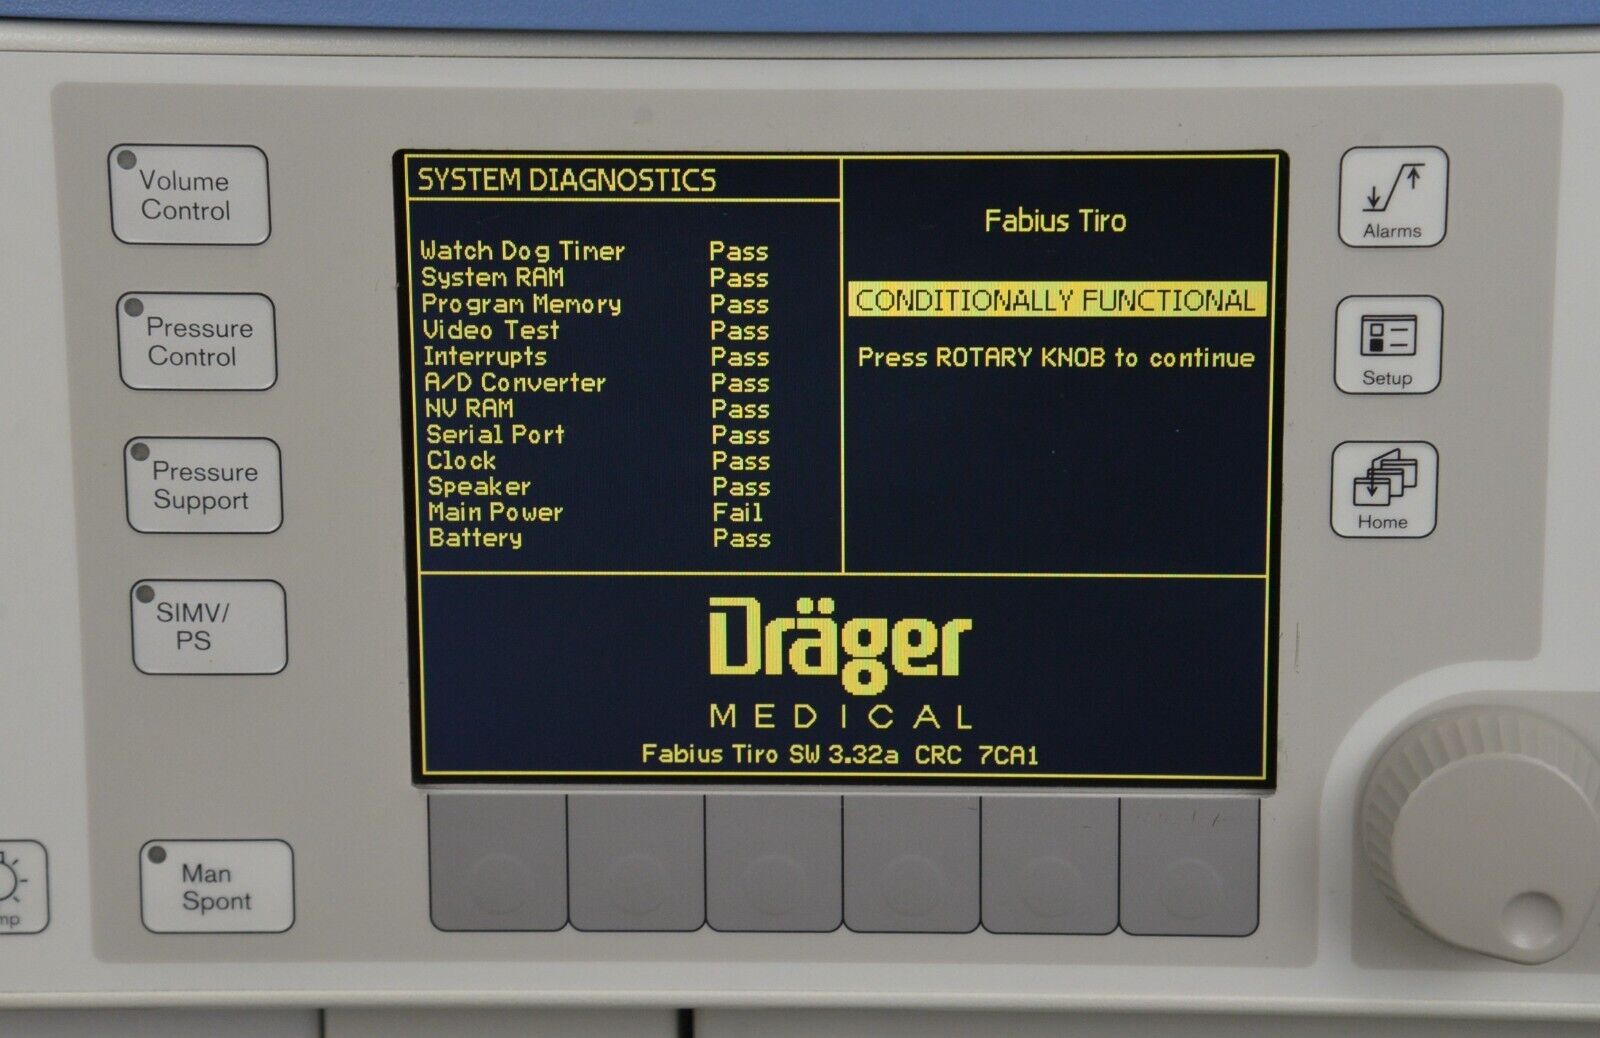 Volume
Control
Pressure
Control
Pressure
Support
SIMV/
PS
Man
Spont
SYSTEM DIAGNOSTICS
Watch Dog Timer Pass
System RAM Pass
Program Memory Pass
Video Test Pass
Interrupts Pass
A/D Converter Pass
NV RAM Pass
Serial Port Pass
Clock Pass
Speaker Pass
Main Power Fail
Battery Pass
Fabius Tiro
CONDITIONALLY FUNCTIONAL
Press ROTARY KNOB to continue
Dräger
MEDICAL
Fabius Tiro SW 3.32a CRC 7CA1
Alarms
Setup
Home